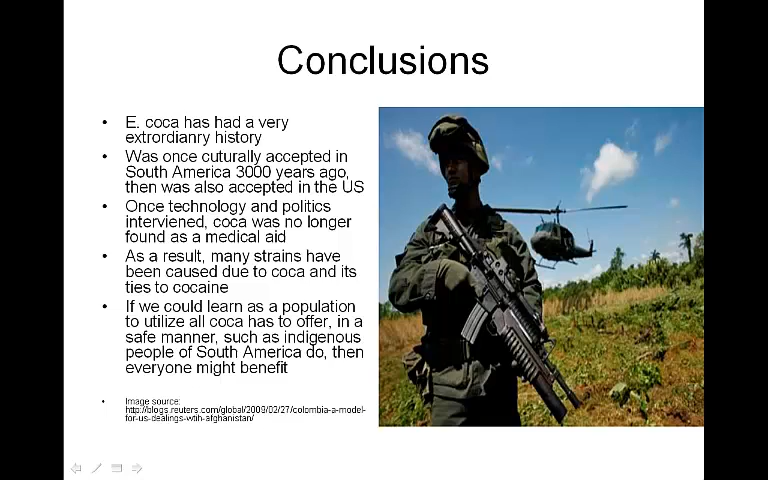 Conclusions
• E. coca has had a very
extrordianry history
• Was once cuturally accepted in
South America 3000 years ago,
then was also accepted in the US
• Once technology and politics
interviened, coca was no longer
found as a medical aid
• As a result, many strains have
been caused due to coca and its
ties to cocaine
• If we could learn as a population
to utilize all coca has to offer, in a
safe manner, such as indigenous
people of South America do, then
everyone might benefit
• Image source:
http://blogs.reuters.com/global/2009/02/27/colombia-a-model-
for-us-dealings-wtih-afghanistan/